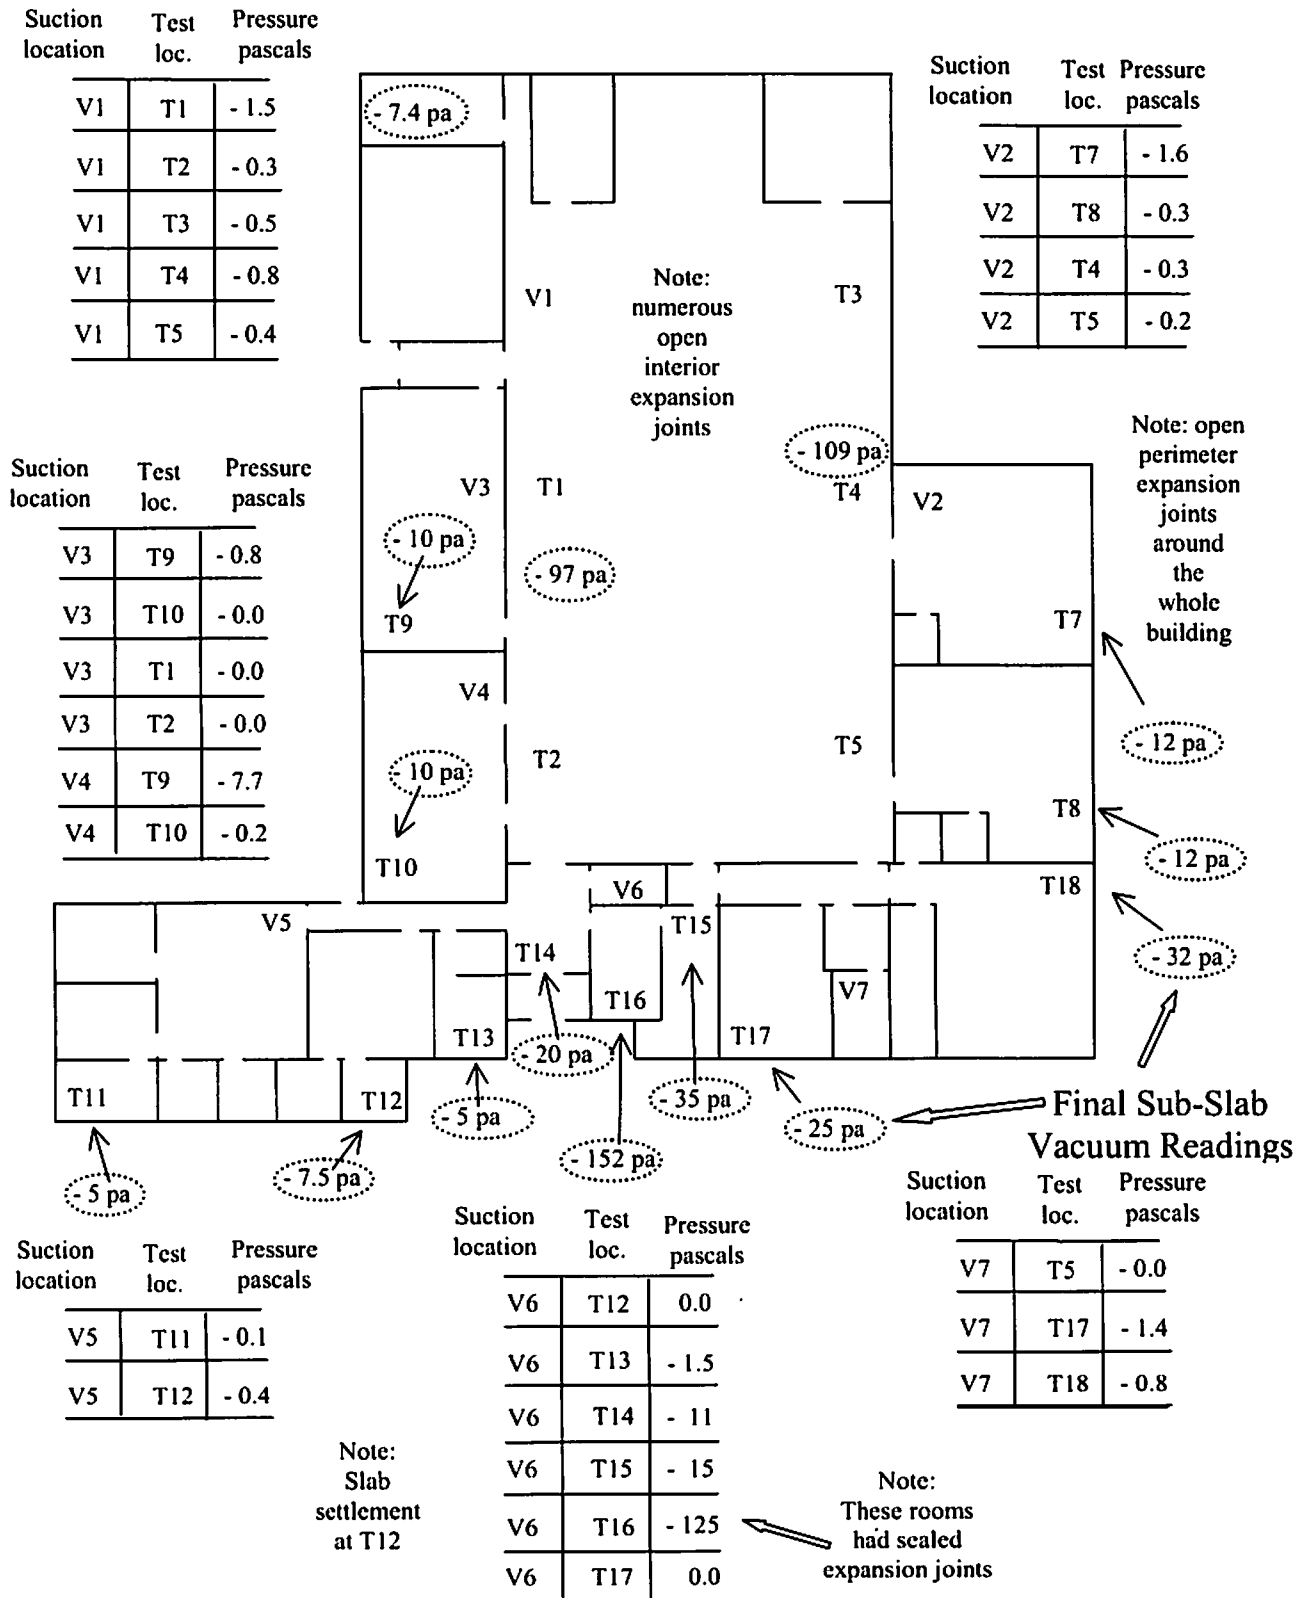 Suction location
Test loc.
Pressure pascals
V1 T1 - 1.5
V1 T2 - 0.3
V1 T3 - 0.5
V1 T4 - 0.8
V1 T5 - 0.4
Suction location
Test loc.
Pressure pascals
V2 T7 - 1.6
V2 T8 - 0.3
V2 T4 - 0.3
V2 T5 - 0.2
- 7.4 pa
V1
Note:
numerous
open
interior
expansion
joints
T3
- 109 pa
T4
V2
Note: open
perimeter
expansion
joints
around
the
whole
building
Suction location
Test loc.
Pressure pascals
V3 T9 - 0.8
V3 T10 - 0.0
V3 T1 - 0.0
V3 T2 - 0.0
V4 T9 - 7.7
V4 T10 - 0.2
V3
T1
- 10 pa
- 97 pa
T9
T7
V4
T2
T5
- 12 pa
- 10 pa
T8
T10
- 12 pa
V6
T18
V5
T15
T14
- 32 pa
T16
V7
T13
T17
- 20 pa
T11
T12
- 5 pa
- 35 pa
- 25 pa
Final Sub-Slab
Vacuum Readings
- 152 pa
- 7.5 pa
- 5 pa
Suction location
Test loc.
Pressure pascals
V5 T11 - 0.1
V5 T12 - 0.4
Suction location
Test loc.
Pressure pascals
V6 T12 0.0
V6 T13 - 1.5
V6 T14 - 11
V6 T15 - 15
V6 T16 - 125
V6 T17 0.0
Suction location
Test loc.
Pressure pascals
V7 T5 - 0.0
V7 T17 - 1.4
V7 T18 - 0.8
Note:
Slab
settlement
at T12
Note:
These rooms
had sealed
expansion joints